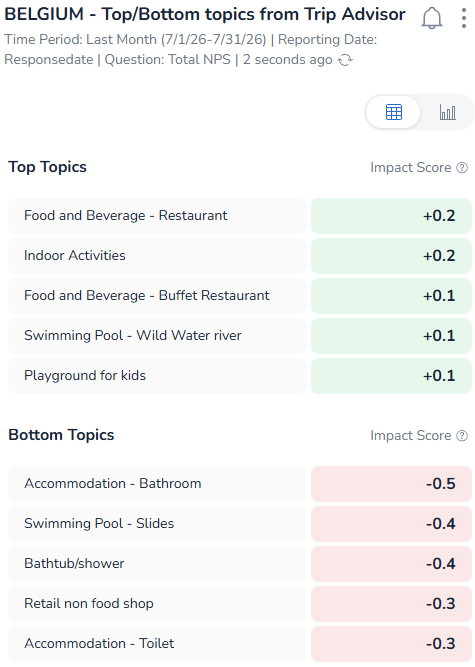 BELGIUM - Top/Bottom topics from Trip Advisor
Time Period: Last Month (7/1/26-7/31/26) | Reporting Date:
Responsedate | Question: Total NPS | 2 seconds ago
Top Topics Impact Score
Food and Beverage - Restaurant +0.2
Indoor Activities +0.2
Food and Beverage - Buffet Restaurant +0.1
Swimming Pool - Wild Water river +0.1
Playground for kids +0.1
Bottom Topics Impact Score
Accommodation - Bathroom -0.5
Swimming Pool - Slides -0.4
Bathtub/shower -0.4
Retail non food shop -0.3
Accommodation - Toilet -0.3